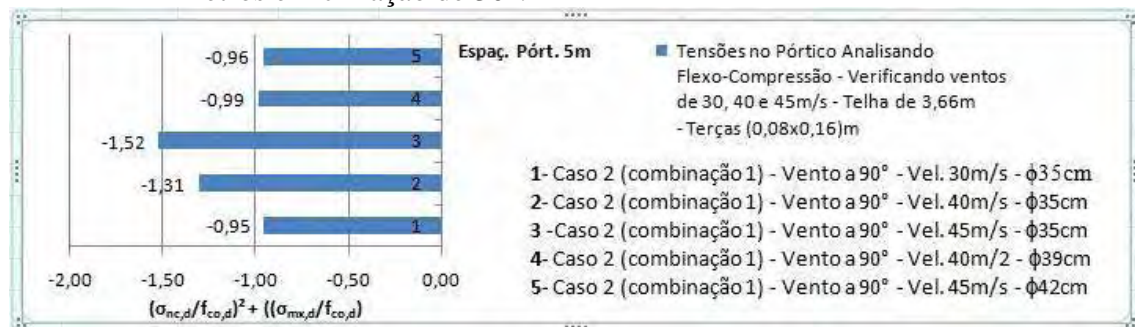 -0,96
5
-0,99
4
-1,52
3
-1,31
2
-0,95
1
-2,00 -1,50 -1,00 -0,50 0,00
(σnc,d/fco,d)² + ((σmx,d/fco,d)
Espaç. Pórt. 5m
Tensões no Pórtico Analisando
Flexo-Compressão - Verificando ventos
de 30, 40 e 45m/s - Telha de 3,66m
- Terças (0,08x0,16)m
1- Caso 2 (combinação 1) - Vento a 90° - Vel. 30m/s - ϕ35cm
2- Caso 2 (combinação 1) - Vento a 90° - Vel. 40m/s - ϕ35cm
3 -Caso 2 (combinação 1) - Vento a 90° - Vel. 45m/s - ϕ35cm
4- Caso 2 (combinação 1) - Vento a 90° - Vel. 40m/2 - ϕ39cm
5- Caso 2 (combinação 1) - Vento a 90° - Vel. 45m/s - ϕ42cm